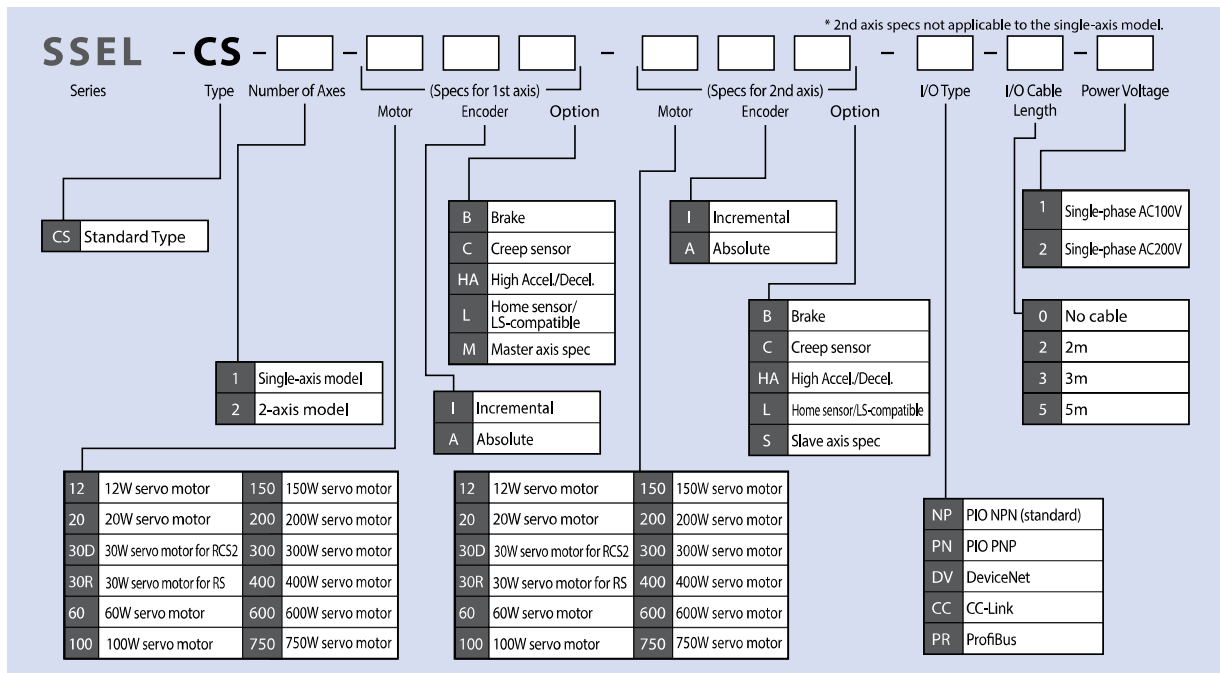 * 2nd axis specs not applicable to the single-axis model.
SSEL - CS - - - - -
Series
Type
Number of Axes
(Specs for 1st axis)
Motor
Encoder
Option
(Specs for 2nd axis)
Motor
Encoder
Option
I/O Type
I/O Cable
Length
Power Voltage
CS Standard Type
1 Single-axis model
2 2-axis model
B Brake
C Creep sensor
HA High Accel./Decel.
L Home sensor/
LS-compatible
M Master axis spec
I Incremental
A Absolute
I Incremental
A Absolute
B Brake
C Creep sensor
HA High Accel./Decel.
L Home sensor/LS-compatible
S Slave axis spec
1 Single-phase AC100V
2 Single-phase AC200V
0 No cable
2 2m
3 3m
5 5m
12 12W servo motor 150 150W servo motor
20 20W servo motor 200 200W servo motor
30D 30W servo motor for RCS2 300 300W servo motor
30R 30W servo motor for RS 400 400W servo motor
60 60W servo motor 600 600W servo motor
100 100W servo motor 750 750W servo motor
12 12W servo motor 150 150W servo motor
20 20W servo motor 200 200W servo motor
30D 30W servo motor for RCS2 300 300W servo motor
30R 30W servo motor for RS 400 400W servo motor
60 60W servo motor 600 600W servo motor
100 100W servo motor 750 750W servo motor
NP PIO NPN (standard)
PN PIO PNP
DV DeviceNet
CC CC-Link
PR ProfiBus